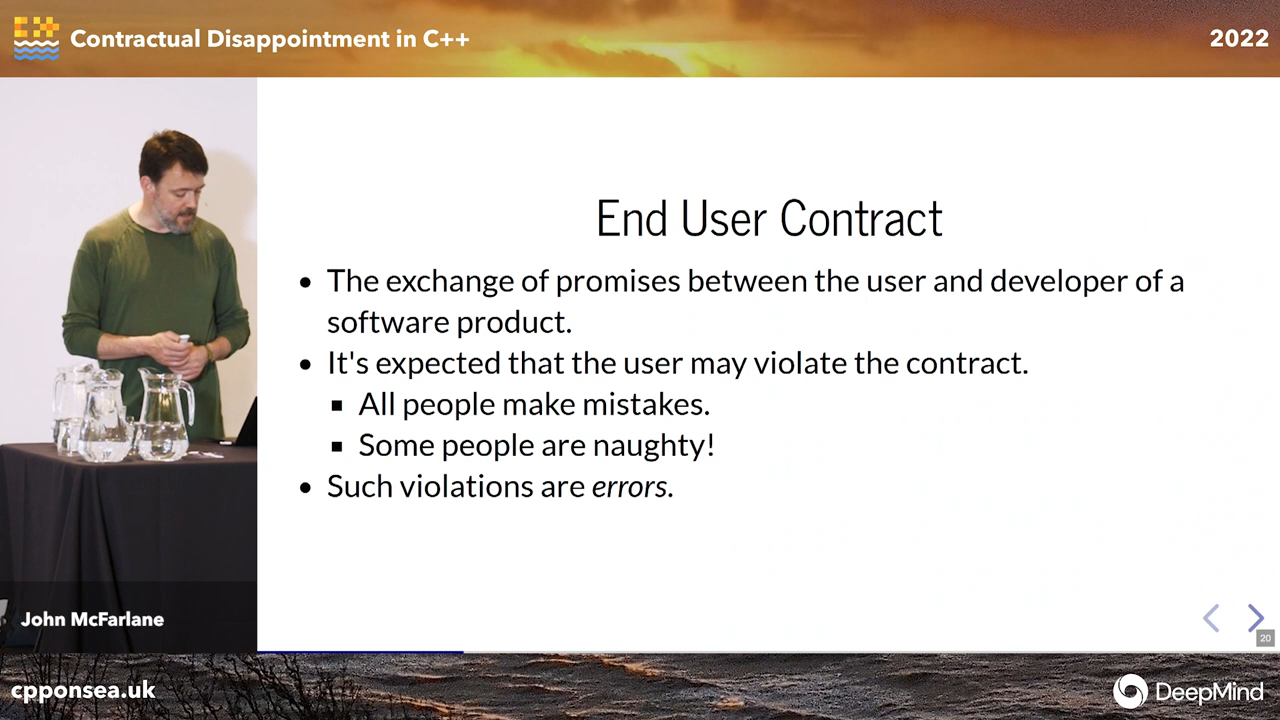 Contractual Disappointment in C++
2022
End User Contract
• The exchange of promises between the user and developer of a
software product.
• It's expected that the user may violate the contract.
▪ All people make mistakes.
▪ Some people are naughty!
• Such violations are errors.
John McFarlane
20
cpponsea.uk
DeepMind